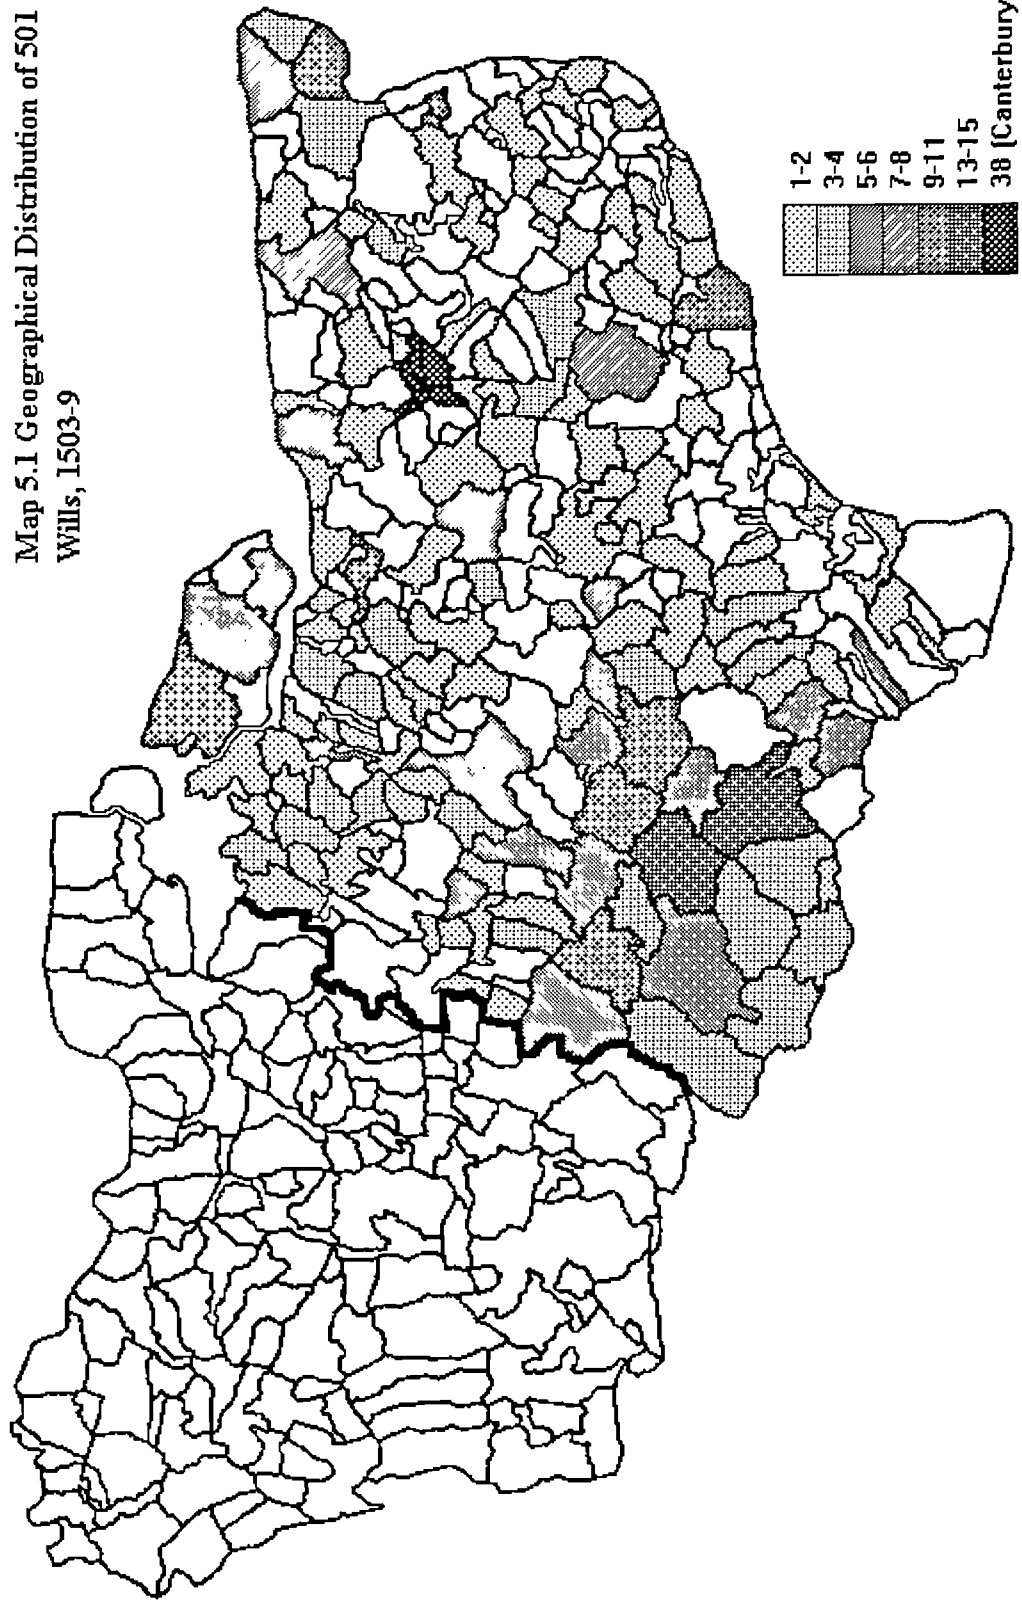 Map 5.1 Geographical Distribution of 501
Wills, 1503-9
1-2
3-4
5-6
7-8
9-11
13-15
38 [Canterbury